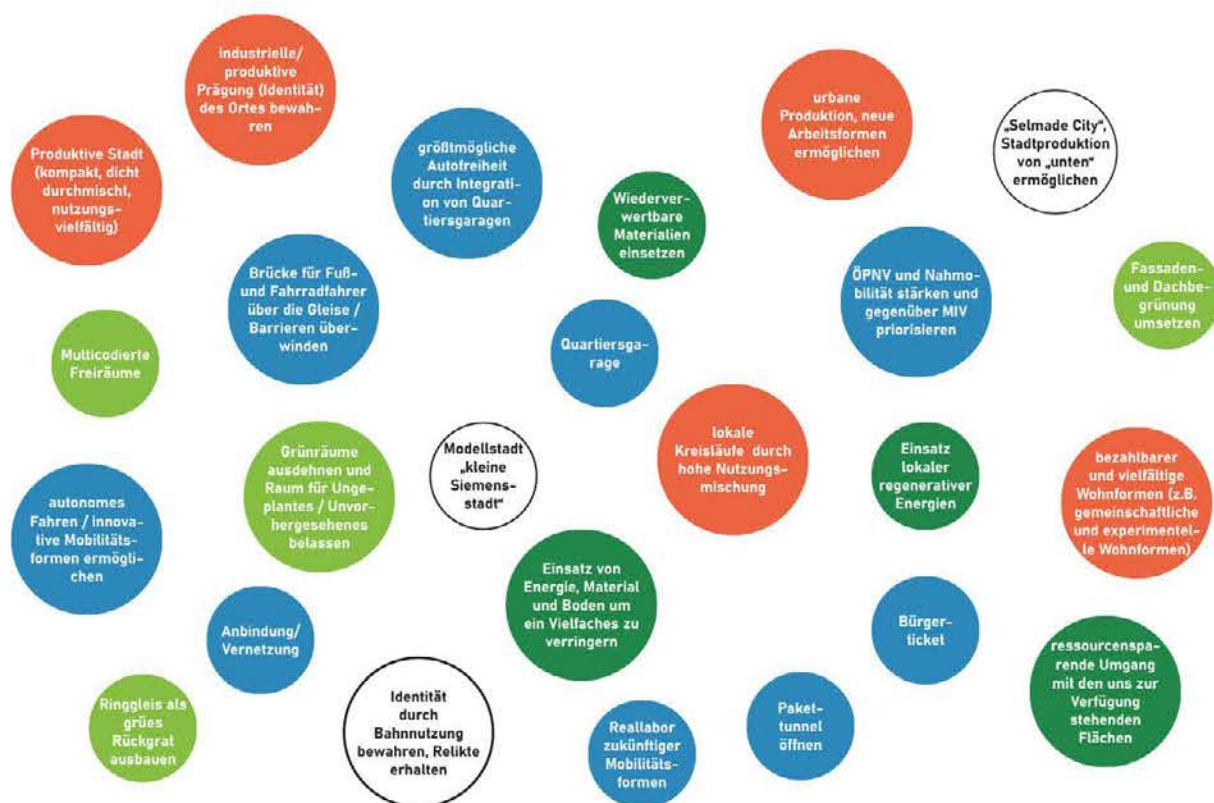 industrielle/
produktive
Prägung (Identität)
des Ortes bewah-
ren
urbane
Produktion, neue
Arbeitsformen
ermöglichen
„Selmade City“,
Stadtproduktion
von „unten“
ermöglichen
Produktive Stadt
(kompakt, dicht
durchmischt,
nutzungs-
vielfältig)
größtmögliche
Autofreiheit
durch Integrati-
on von Quar-
tiersgaragen
Wiederver-
wertbare
Materialien
einsetzen
Brücke für Fuß-
und Fahrradfahrer
über die Gleise /
Barrieren über-
winden
ÖPNV und Nahmo-
bilität stärken und
gegenüber MIV
priorisieren
Fassaden-
und Dachbe-
grünung
umsetzen
Multicodierte
Freiräume
Quartiersga-
rage
Grünräume
ausdehnen und
Raum für Unge-
plantes / Unvor-
hergesehenes
belassen
Modellstadt
„kleine
Siemens-
stadt“
lokale
Kreisläufe durch
hohe Nutzungs-
mischung
Einsatz
lokaler
regenerativer
Energien
bezahlbarer
und vielfältige
Wohnformen (z.B.
gemeinschaftliche
und experimentel-
le Wohnformen)
autonomes
Fahren / innova-
tive Mobilitäts-
formen ermögli-
chen
Einsatz von
Energie, Material
und Boden um
ein Vielfaches zu
verringern
Anbindung/
Vernetzung
Bürger-
ticket
ressourcenspa-
rende Umgang
mit den uns zur
Verfügung
stehenden
Flächen
Ringgleis als
grües
Rückgrat
ausbauen
Identität
durch
Bahnnutzung
bewahren, Relikte
erhalten
Reallabor
zukünftiger
Mobilitäts-
formen
Paket-
tunnel
öffnen